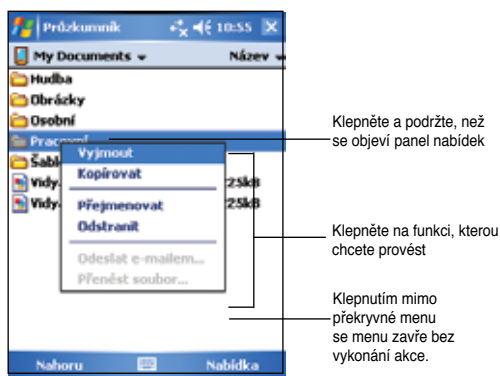 Průzkumník 10:55
My Documents Název
Hudba
Obrázky
Osobní
Pracovní
Klepněte a podržte, než
se objeví panel nabídek
Vyjmout
Kopírovat
Přejmenovat
Odstranit
Odeslat e-mailem...
Přenést soubor...
Klepněte na funkci, kterou
chcete provést
Klepnutím mimo
překryvné menu
se menu zavře bez
vykonání akce.
Nahoru Nabídka